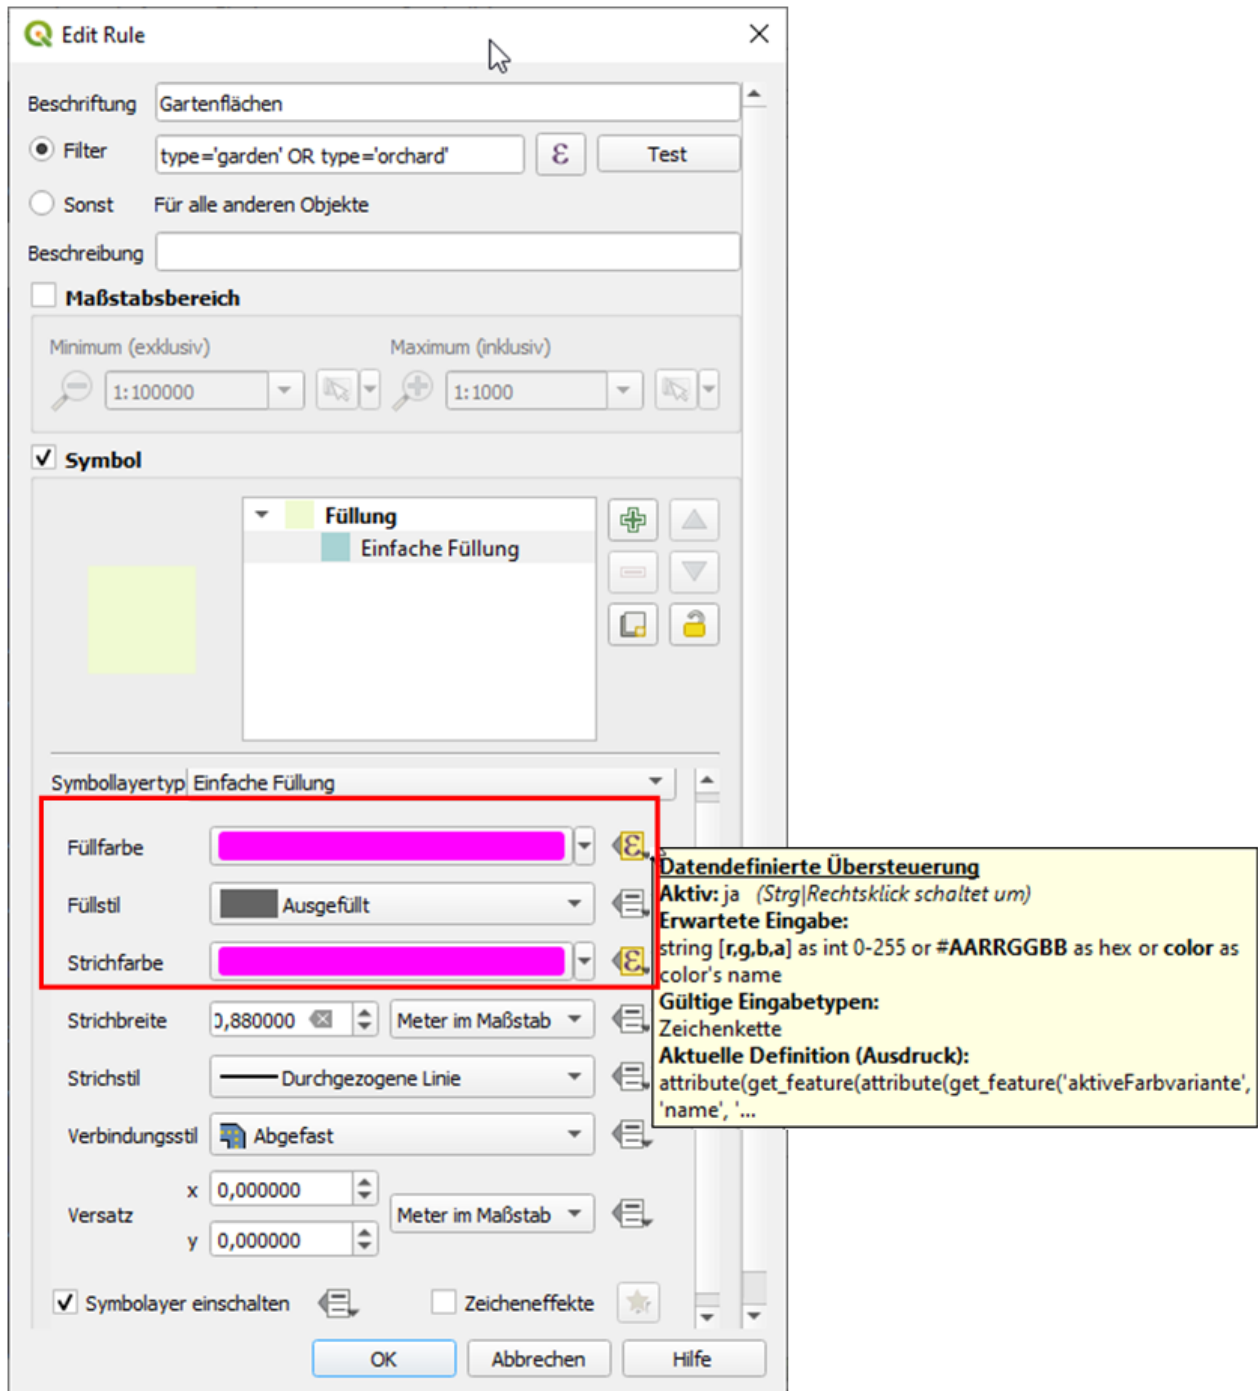 Edit Rule
Beschriftung Gartenflächen
Filter type='garden' OR type='orchard' ε Test
Sonst Für alle anderen Objekte
Beschreibung
Maßstabsbereich
Minimum (exklusiv) Maximum (inklusiv)
1:100000 1:1000
Symbol
Füllung
Einfache Füllung
Symbollayertyp Einfache Füllung
Füllfarbe
Füllstil Ausgefüllt
Strichfarbe
Strichbreite 0,880000 Meter im Maßstab
Strichstil Durchgezogene Linie
Verbindungsstil Abgefast
x 0,000000
Versatz Meter im Maßstab
y 0,000000
Symbolayer einschalten Zeicheneffekte
OK Abbrechen Hilfe
Datendefinierte Übersteuerung
Aktiv: ja (Strg|Rechtsklick schaltet um)
Erwartete Eingabe:
string [r,g,b,a] as int 0-255 or #AARRGGBB as hex or color as
color's name
Gültige Eingabetypen:
Zeichenkette
Aktuelle Definition (Ausdruck):
attribute(get_feature(attribute(get_feature('aktiveFarbvariante',
'name', '...